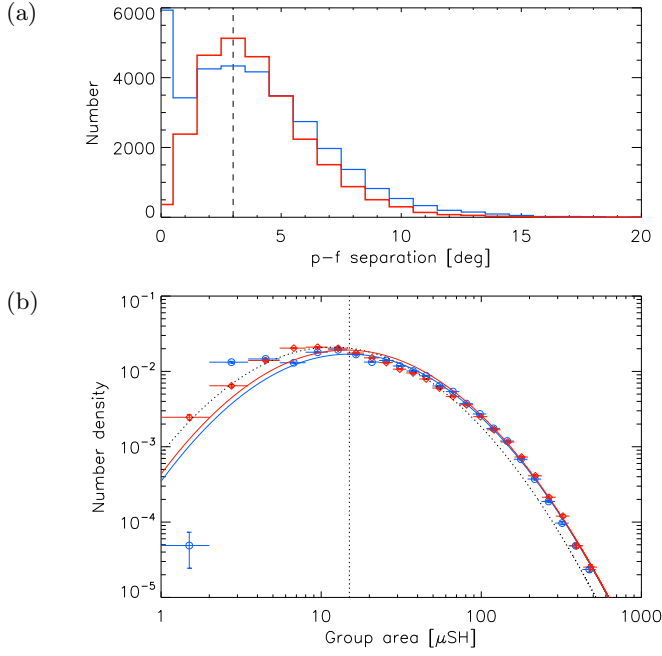 (a)
6000
4000
2000
0
Number
0 5 10 15 20
p-f separation [deg]
(b)
10^-1
10^-2
10^-3
10^-4
10^-5
Number density
1 10 100 1000
Group area [μSH]